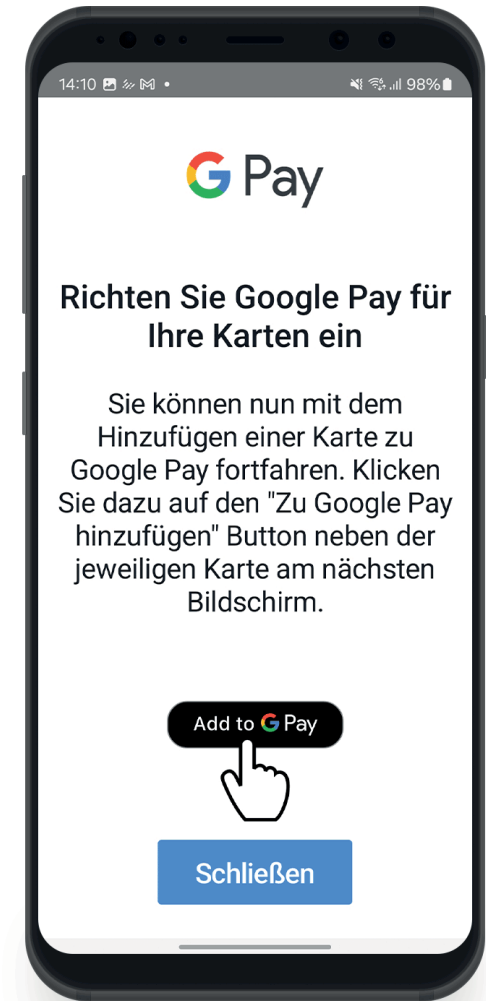 14:10
98%
G Pay
Richten Sie Google Pay für
Ihre Karten ein
Sie können nun mit dem
Hinzufügen einer Karte zu
Google Pay fortfahren. Klicken
Sie dazu auf den "Zu Google Pay
hinzufügen" Button neben der
jeweiligen Karte am nächsten
Bildschirm.
Add to G Pay
Schließen